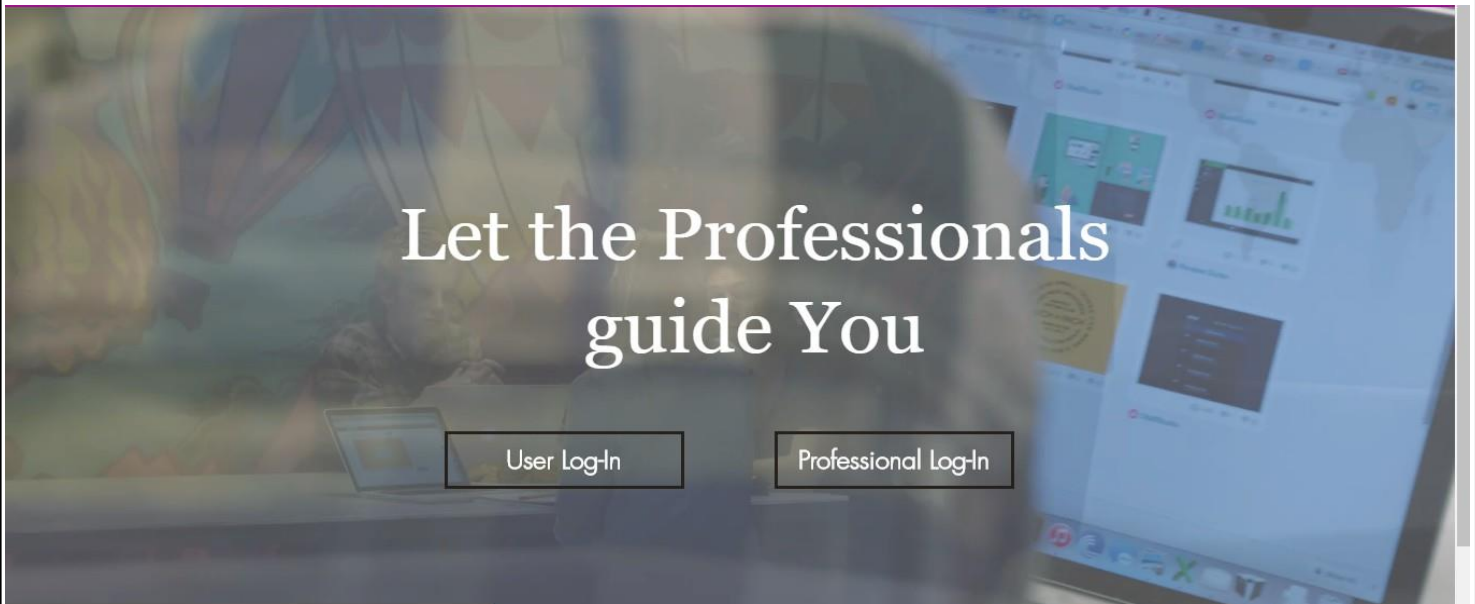 Let the Professionals
guide You
User Log-In
Professional Log-In